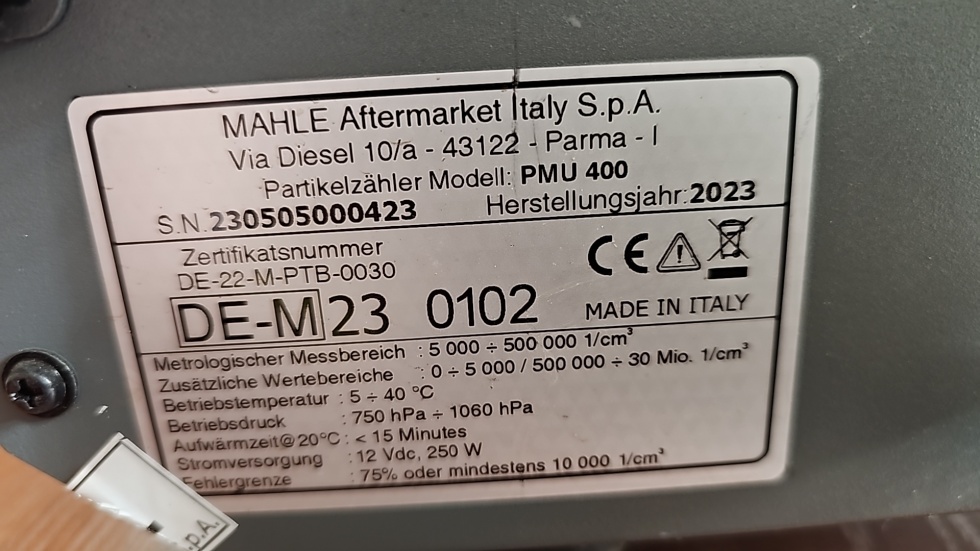 MAHLE Aftermarket Italy S.p.A.
Via Diesel 10/a - 43122 - Parma - I
Partikelzähler Modell: PMU 400
S.N.230505000423 Herstellungsjahr:2023
Zertifikatsnummer
DE-22-M-PTB-0030
CE
DE-M 23 0102 MADE IN ITALY
Metrologischer Messbereich : 5 000 ÷ 500 000 1/cm³
Zusätzliche Wertebereiche : 0 ÷ 5 000 / 500 000 ÷ 30 Mio. 1/cm³
Betriebstemperatur : 5 ÷ 40 °C
Betriebsdruck : 750 hPa ÷ 1060 hPa
Aufwärmzeit@20°C : < 15 Minutes
Stromversorgung : 12 Vdc, 250 W
Fehlergrenze : 75% oder mindestens 10 000 1/cm³
.p.A.